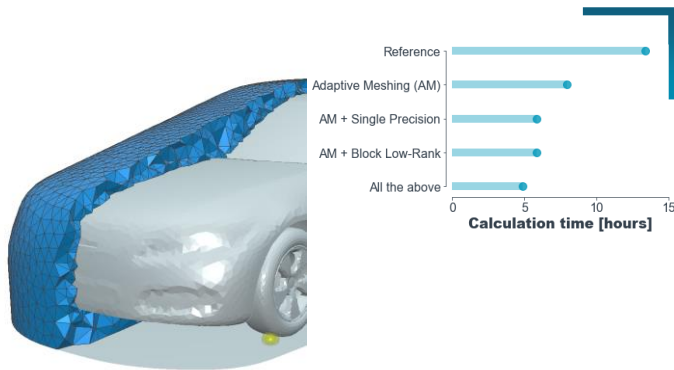 Reference
Adaptive Meshing (AM)
AM + Single Precision
AM + Block Low-Rank
All the above
0 5 10 15
Calculation time [hours]